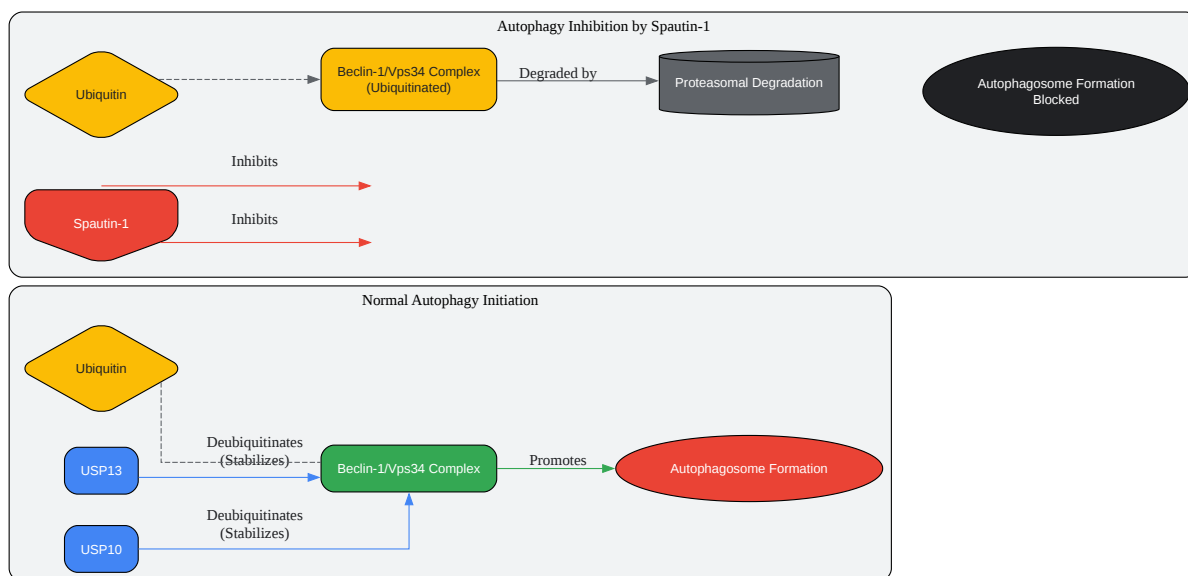 Autophagy Inhibition by Spautin-1
Ubiquitin
Beclin-1/Vps34 Complex
(Ubiquitinated)
Degraded by
Proteasomal Degradation
Autophagosome Formation
Blocked
Inhibits
Spautin-1
Inhibits
Normal Autophagy Initiation
Ubiquitin
Deubiquitinates
(Stabilizes)
USP13
Beclin-1/Vps34 Complex
Promotes
Autophagosome Formation
Deubiquitinates
(Stabilizes)
USP10